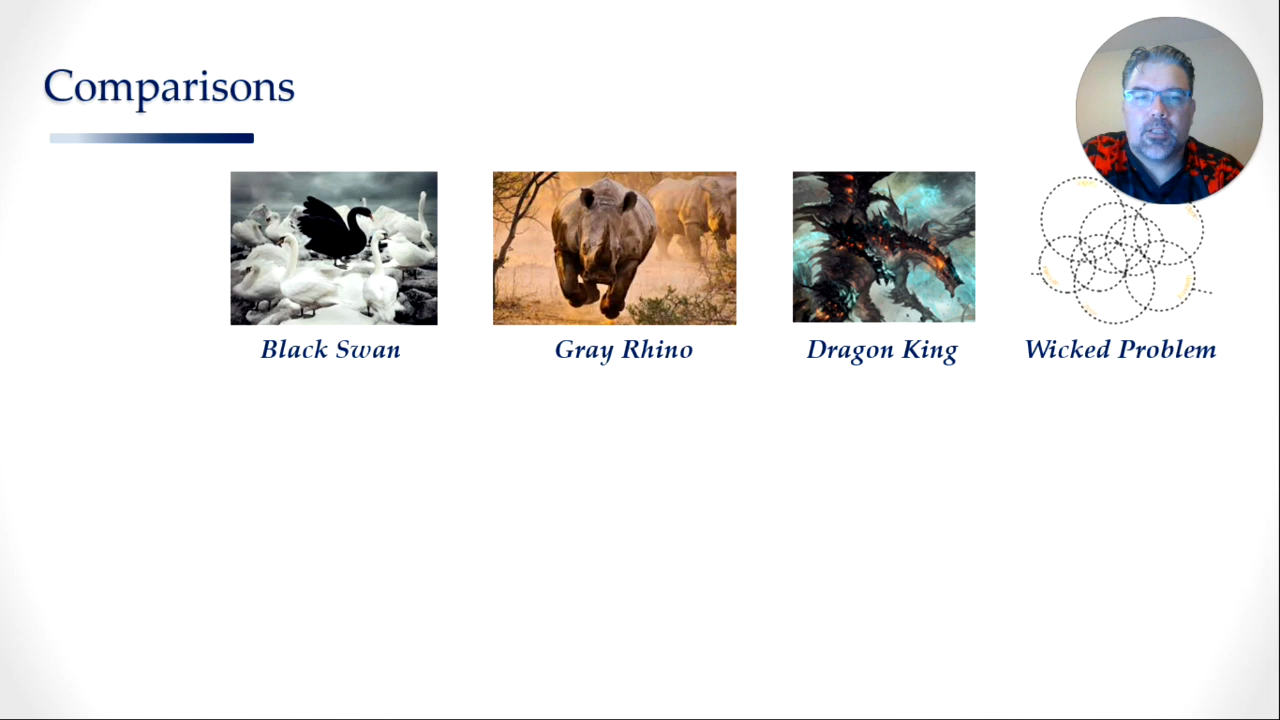 Comparisons
Black Swan
Gray Rhino
Dragon King
Wicked Problem